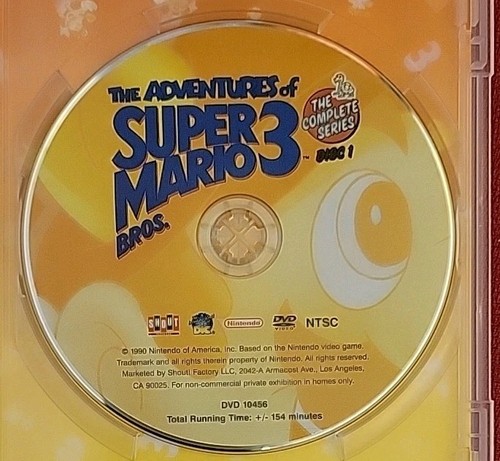 THE ADVENTURES of
SUPER
MARIO 3
BROS.
THE
COMPLETE
SERIES
DISC 1
SHOUT
DiC
Nintendo
DVD
VIDEO
NTSC
© 1990 Nintendo of America, Inc. Based on the Nintendo video game.
Trademark and all rights therein property of Nintendo. All rights reserved.
Marketed by Shout! Factory LLC, 2042-A Armacost Ave., Los Angeles,
CA 90025. For non-commercial private exhibition in homes only.
DVD 10456
Total Running Time: +/- 154 minutes